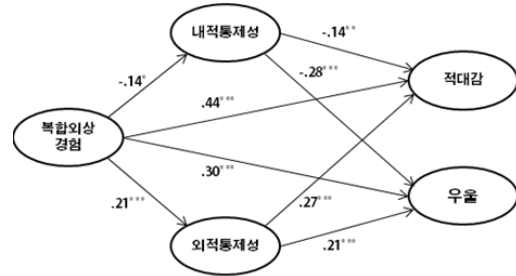 내적통제성
-.14**
-.14*
-.28***
적대감
.44***
복합외상
경험
.30***
.21***
.27***
우울
외적통제성
.21***